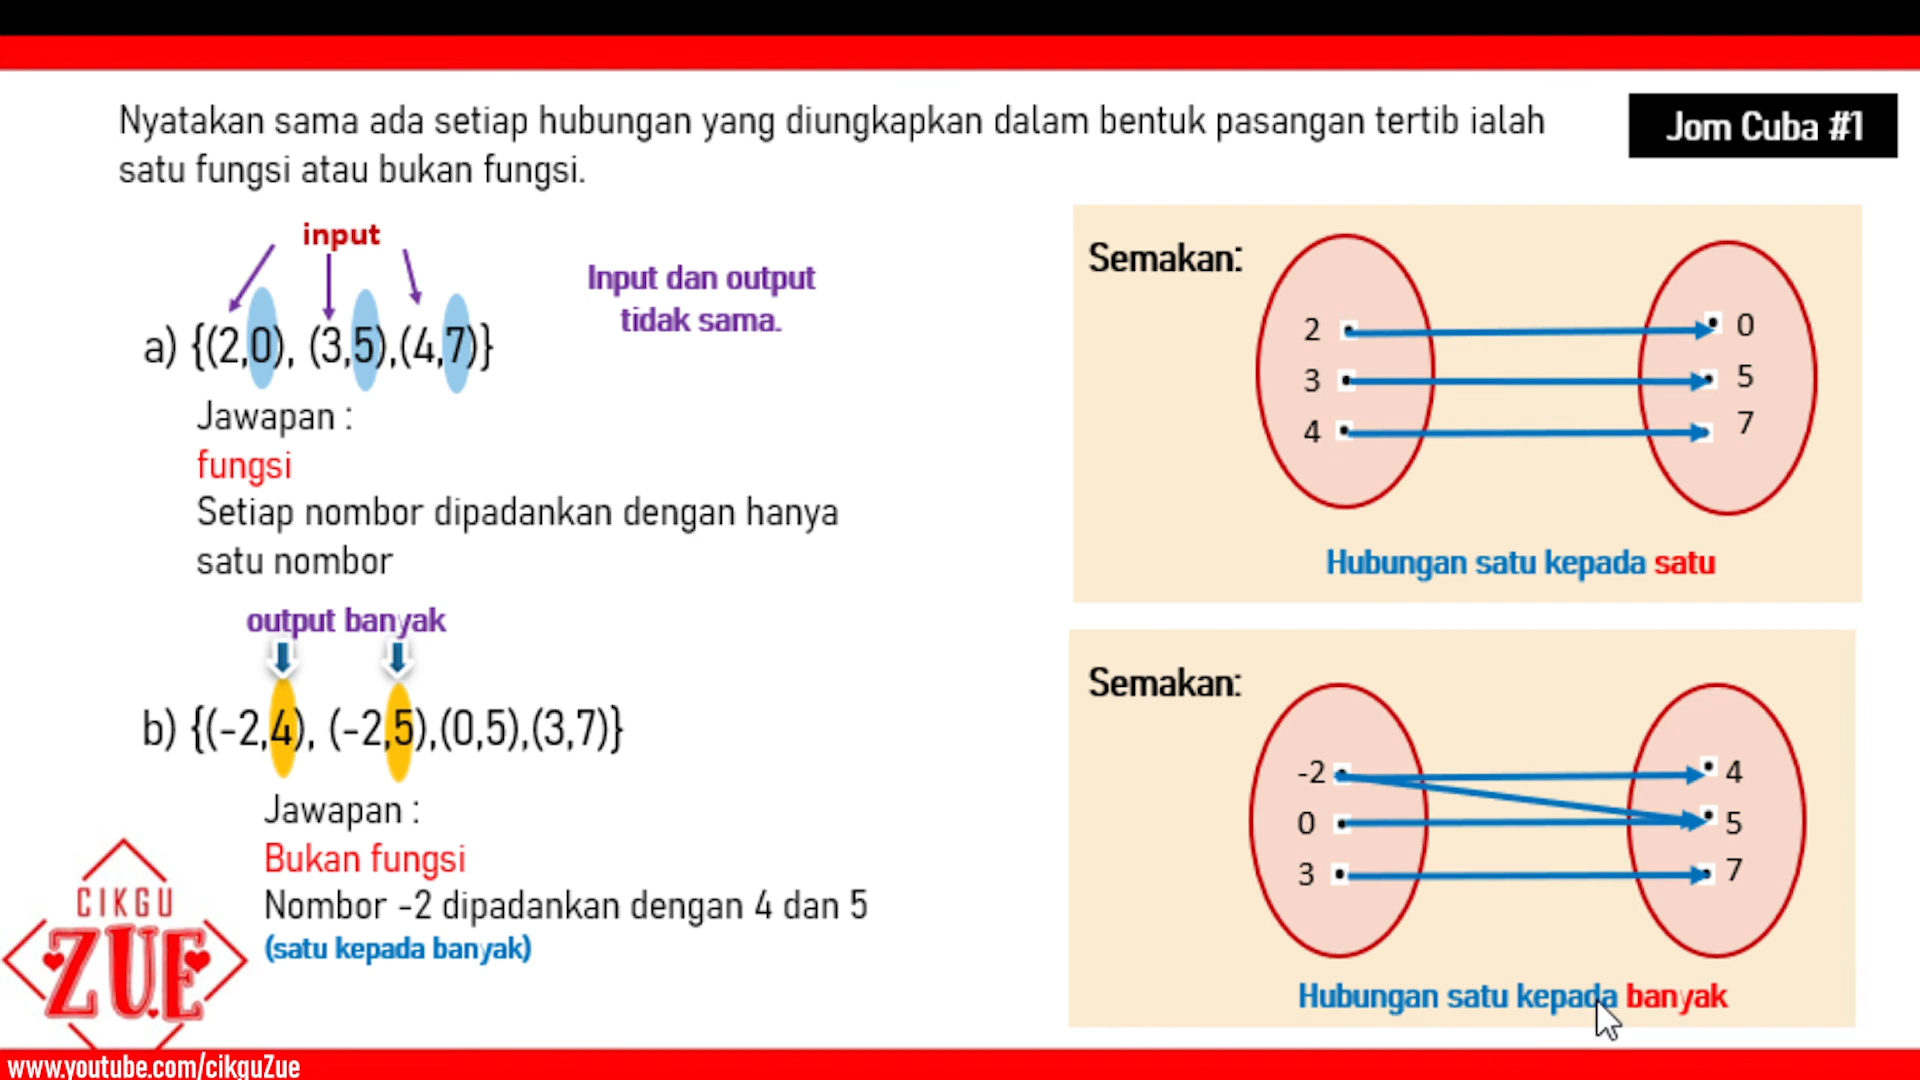 Nyatakan sama ada setiap hubungan yang diungkapkan dalam bentuk pasangan tertib ialah
satu fungsi atau bukan fungsi.
Jom Cuba #1
input
Input dan output
tidak sama.
a) {(2,0), (3,5),(4,7)}
Jawapan :
fungsi
Setiap nombor dipadankan dengan hanya
satu nombor
Semakan:
2
3
4
0
5
7
Hubungan satu kepada satu
output banyak
b) {(-2,4), (-2,5),(0,5),(3,7)}
Jawapan :
Bukan fungsi
Nombor -2 dipadankan dengan 4 dan 5
(satu kepada banyak)
Semakan:
-2
0
3
4
5
7
Hubungan satu kepada banyak
CIKGU
ZUE
www.youtube.com/cikguZue